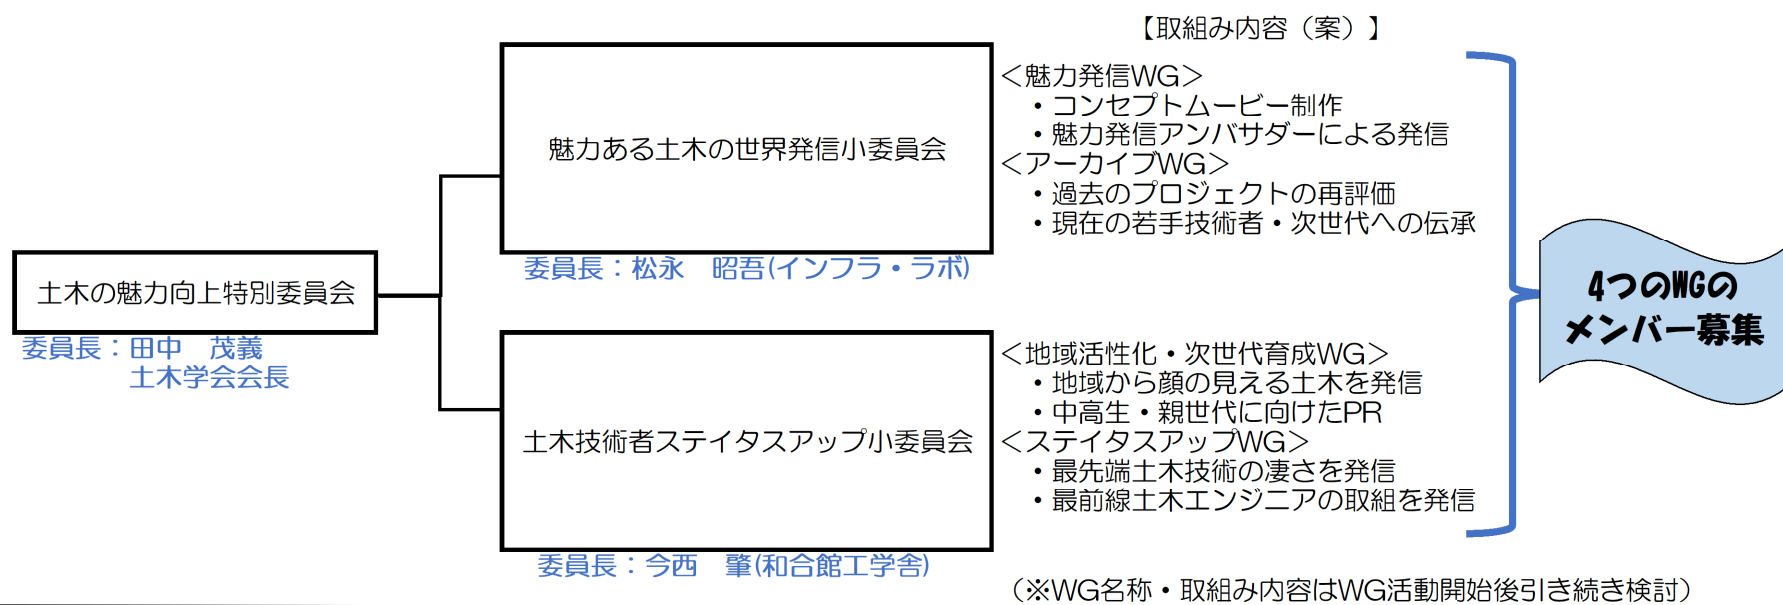 【取組み内容（案）】
土木の魅力向上特別委員会
委員長：田中　茂義
土木学会会長
魅力ある土木の世界発信小委員会
委員長：松永　昭吾(インフラ・ラボ)
＜魅力発信WG＞
・コンセプトムービー制作
・魅力発信アンバサダーによる発信
＜アーカイブWG＞
・過去のプロジェクトの再評価
・現在の若手技術者・次世代への伝承
土木技術者ステイタスアップ小委員会
委員長：今西　肇(和合館工学舎)
＜地域活性化・次世代育成WG＞
・地域から顔の見える土木を発信
・中高生・親世代に向けたPR
＜ステイタスアップWG＞
・最先端土木技術の凄さを発信
・最前線土木エンジニアの取組を発信
4つのWGの
メンバー募集
（※WG名称・取組み内容はWG活動開始後引き続き検討）